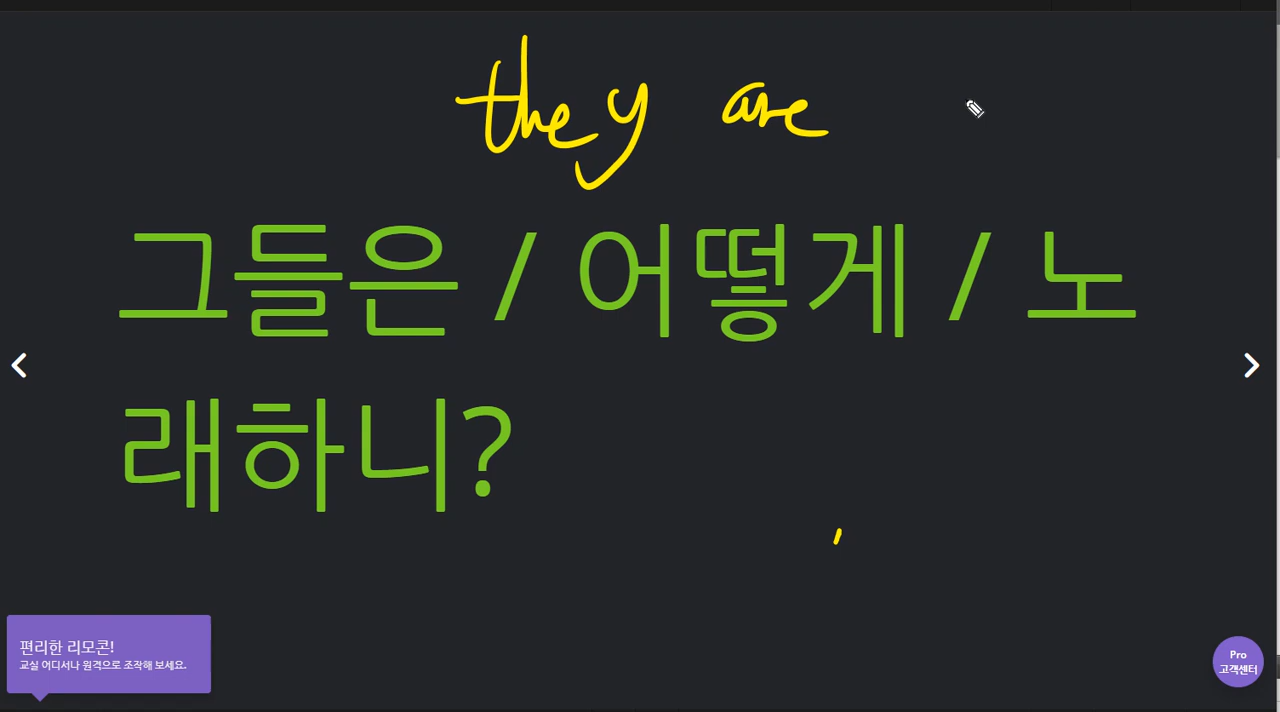 they are
그들은 / 어떻게 / 노
래하니?
편리한 리모콘!
교실 어디서나 원격으로 조작해 보세요.
Pro
고객센터